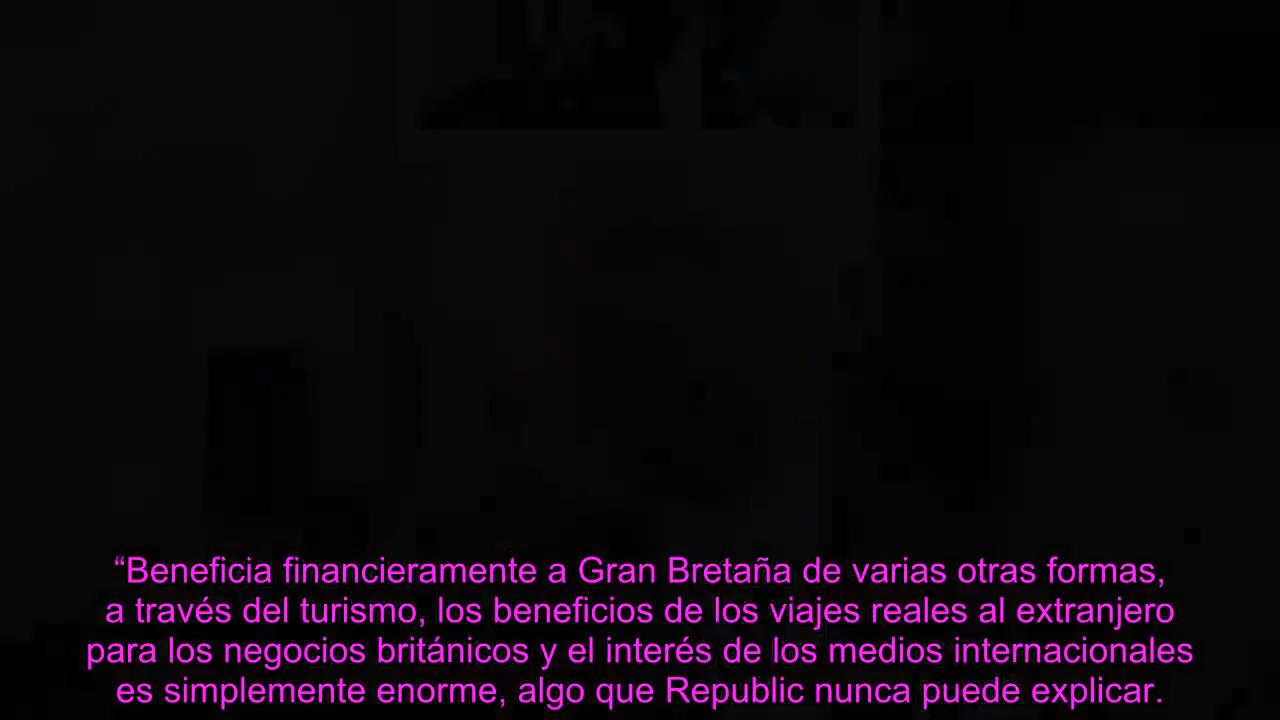 “Beneficia financieramente a Gran Bretaña de varias otras formas,
a través del turismo, los beneficios de los viajes reales al extranjero
para los negocios británicos y el interés de los medios internacionales
es simplemente enorme, algo que Republic nunca puede explicar.